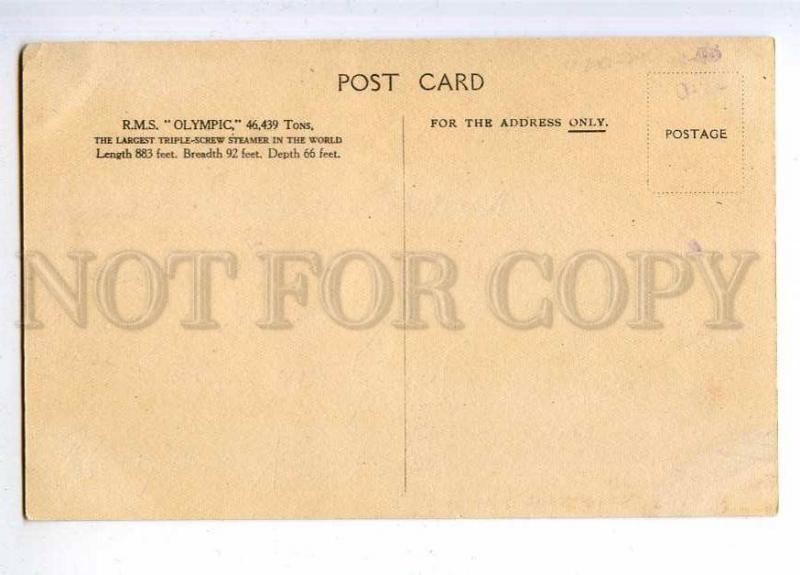 POST CARD
R.M.S. "OLYMPIC," 46,439 Tons,
THE LARGEST TRIPLE-SCREW STEAMER IN THE WORLD
Length 883 feet. Breadth 92 feet. Depth 66 feet.
FOR THE ADDRESS ONLY.
POSTAGE
NOT FOR COPY